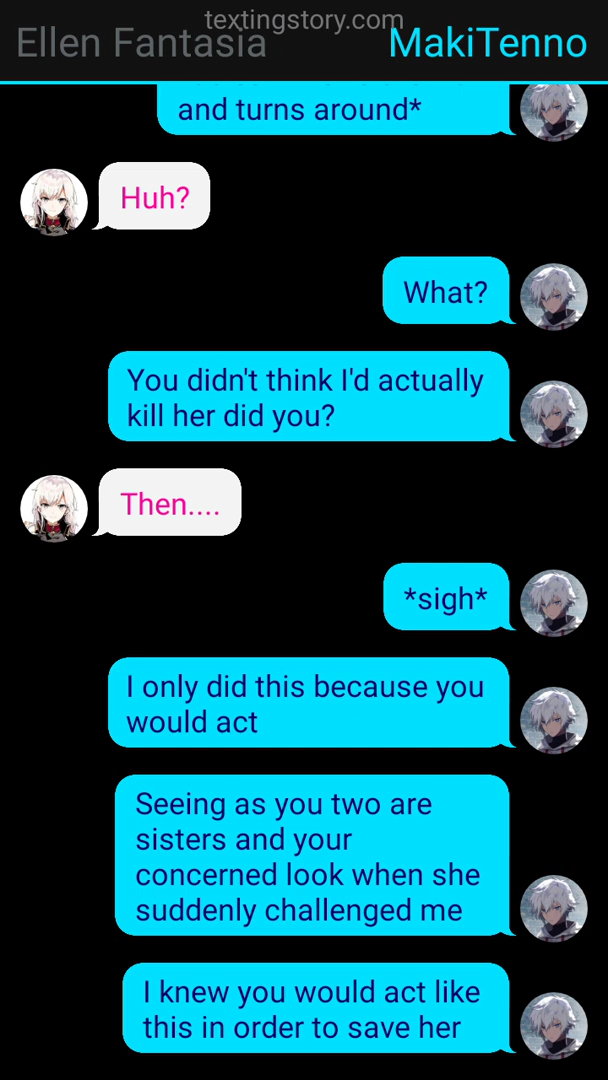 textingstory.com
Ellen Fantasia
MakiTenno
and turns around*
Huh?
What?
You didn't think I'd actually
kill her did you?
Then....
*sigh*
I only did this because you
would act
Seeing as you two are
sisters and your
concerned look when she
suddenly challenged me
I knew you would act like
this in order to save her